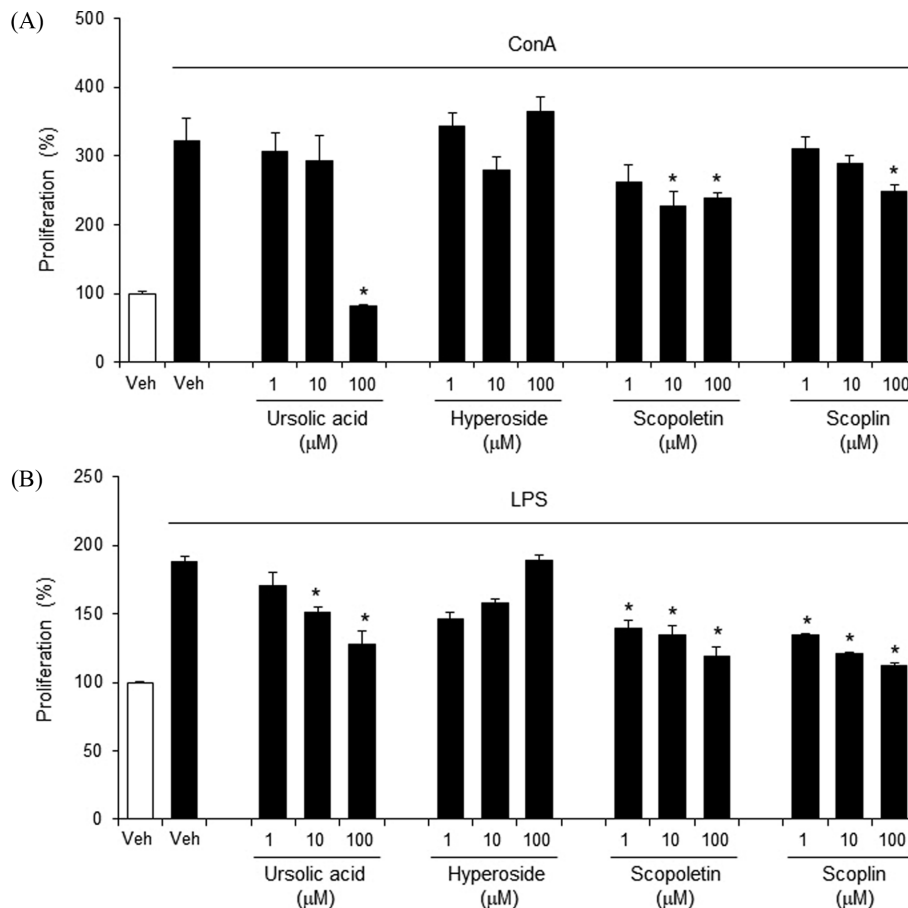 (A)
500
ConA
400
300
200
100
0
Proliferation (%)
* * * *
Veh Veh 1 10 100 1 10 100 1 10 100 1 10 100
Ursolic acid Hyperoside Scopoletin Scoplin
(μM) (μM) (μM) (μM)
(B)
250
LPS
200
150
100
50
0
Proliferation (%)
* * * * * * * *
Veh Veh 1 10 100 1 10 100 1 10 100 1 10 100
Ursolic acid Hyperoside Scopoletin Scoplin
(μM) (μM) (μM) (μM)